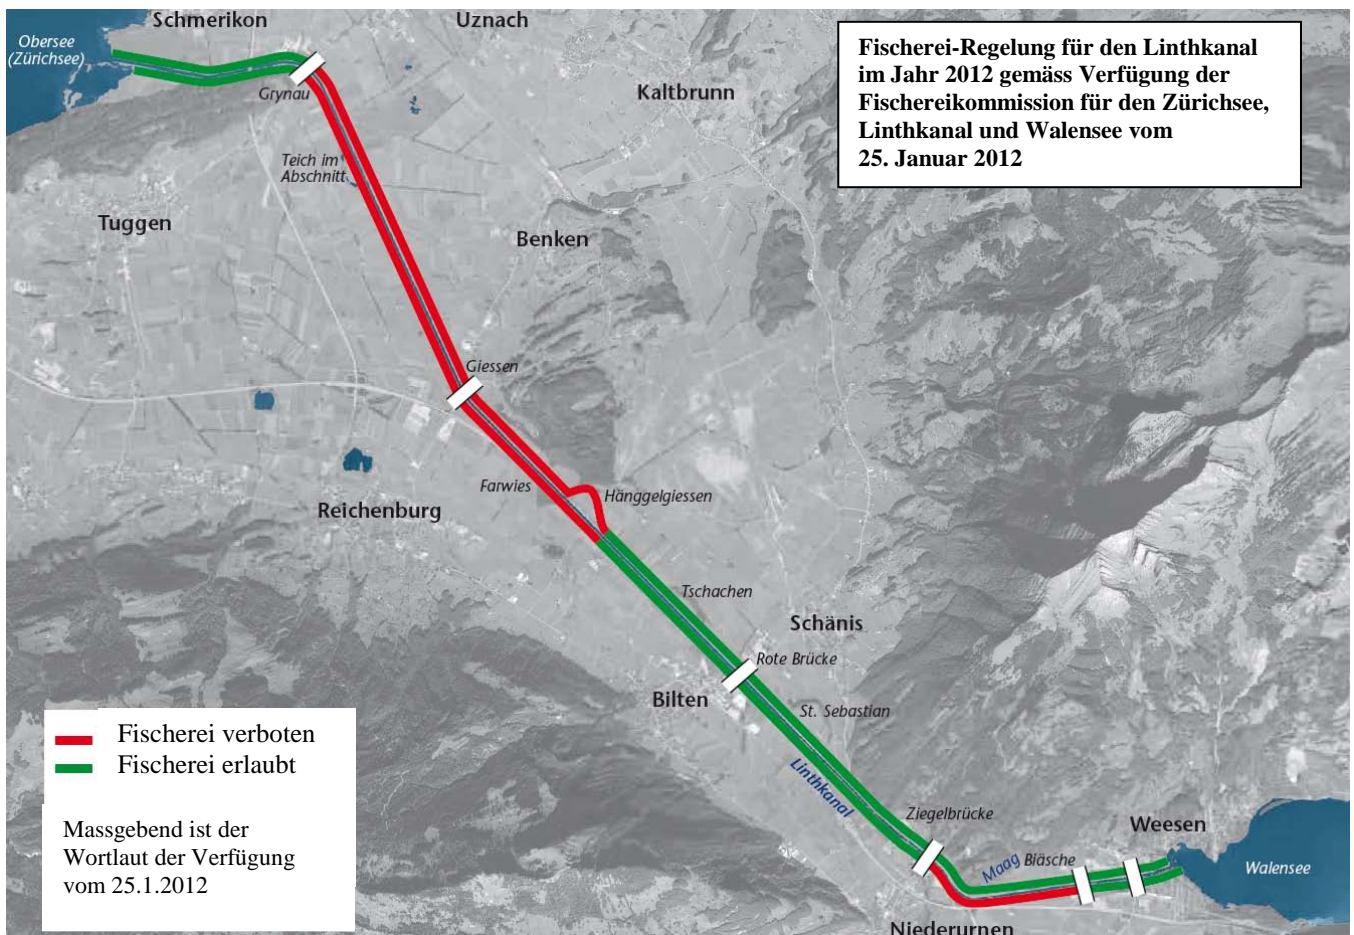 Schmerikon
Uznach
Obersee
(Zürichsee)
Fischerei-Regelung für den Linthkanal
im Jahr 2012 gemäss Verfügung der
Fischereikommission für den Zürichsee,
Linthkanal und Walensee vom
25. Januar 2012
Grynau
Kaltbrunn
Teich im
Abschnitt
Tuggen
Benken
Giessen
Farwies
Hänggelgiessen
Reichenburg
Tschachen
Schänis
Rote Brücke
Bilten
St. Sebastian
Linthkanal
Fischerei verboten
Fischerei erlaubt
Massgebend ist der
Wortlaut der Verfügung
vom 25.1.2012
Ziegelbrücke
Weesen
Maag Biäsche
Walensee
Niederurnen